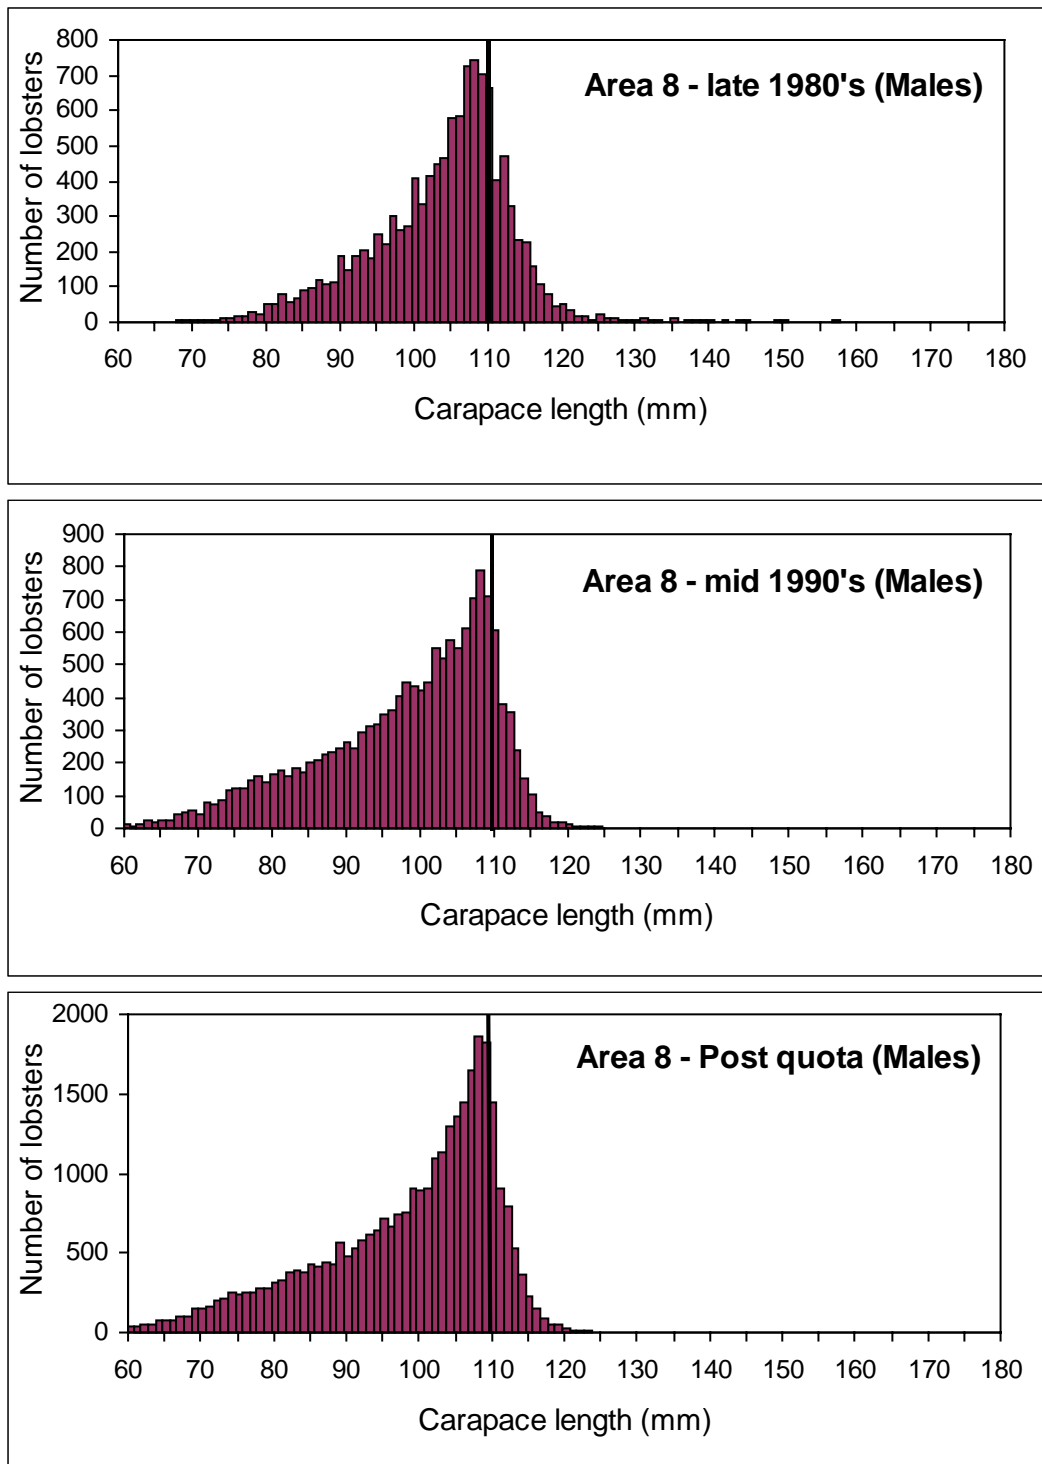 Area 8 - late 1980's (Males)
Number of lobsters
800
700
600
500
400
300
200
100
0
60 70 80 90 100 110 120 130 140 150 160 170 180
Carapace length (mm)
Area 8 - mid 1990's (Males)
Number of lobsters
900
800
700
600
500
400
300
200
100
0
60 70 80 90 100 110 120 130 140 150 160 170 180
Carapace length (mm)
Area 8 - Post quota (Males)
Number of lobsters
2000
1500
1000
500
0
60 70 80 90 100 110 120 130 140 150 160 170 180
Carapace length (mm)